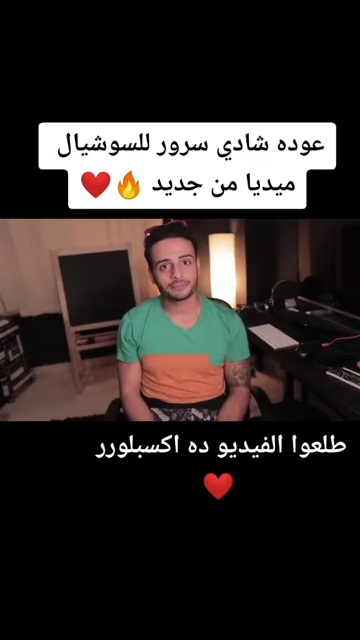 عوده شادي سرور للسوشيال
ميديا من جديد 🔥❤️
طلعوا الفيديو ده اكسبلورر
❤️